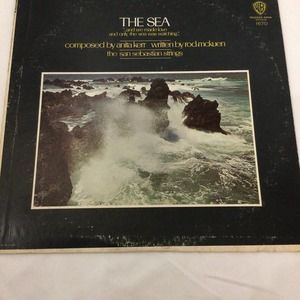 THE SEA
and we made love
and only the sea was watching.
composed by anita kerr written by rod mckuen
the san sebastian strings
1670